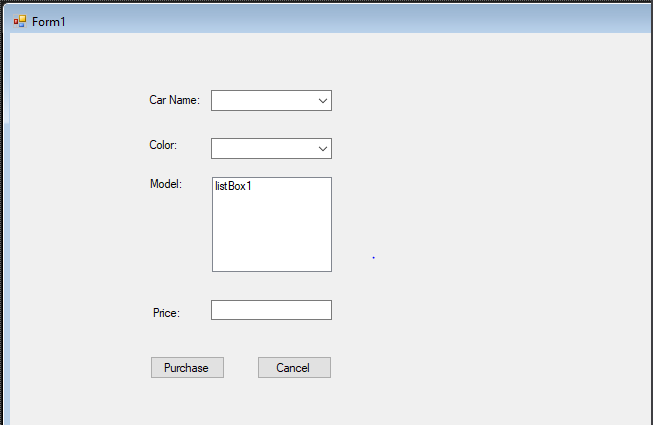 Form1
Car Name:
Color:
Model:
listBox1
Price:
Purchase
Cancel